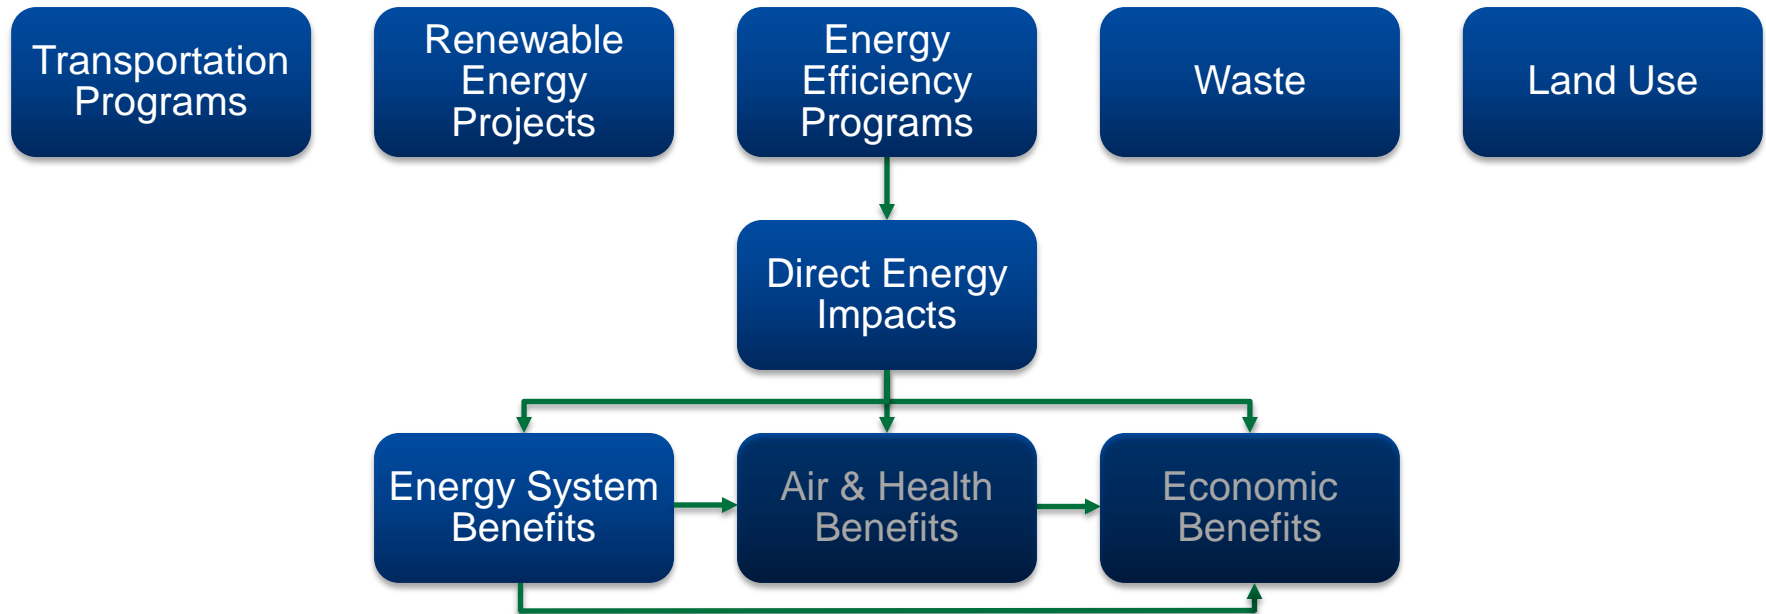 Transportation
Programs
Renewable
Energy
Projects
Energy
Efficiency
Programs
Waste
Land Use
Direct Energy
Impacts
Energy System
Benefits
Air & Health
Benefits
Economic
Benefits